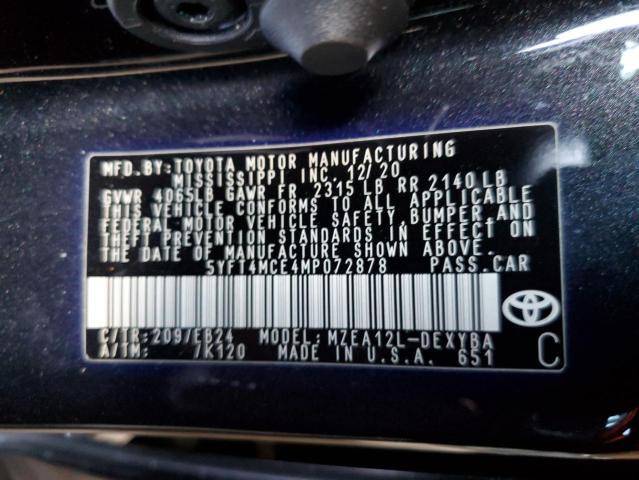 MFD.BY: TOYOTA MOTOR MANUFACTURING
MISSISSIPPI INC. 12/20
GVWR 4065LB GAWR FR 2315 LB RR 2140 LB
THIS VEHICLE CONFORMS TO ALL APPLICABLE
FEDERAL MOTOR VEHICLE SAFETY, BUMPER, AND
THEFT PREVENTION STANDARDS IN EFFECT ON
DATE OF MANUFACTURE SHOWN ABOVE.
5YFT4MCE4MP072878 PASS.CAR
C/TR: 209/EB24 MODEL: MZEA12L-DEXYBA
A/TM: /K120 MADE IN U.S.A. 651
C